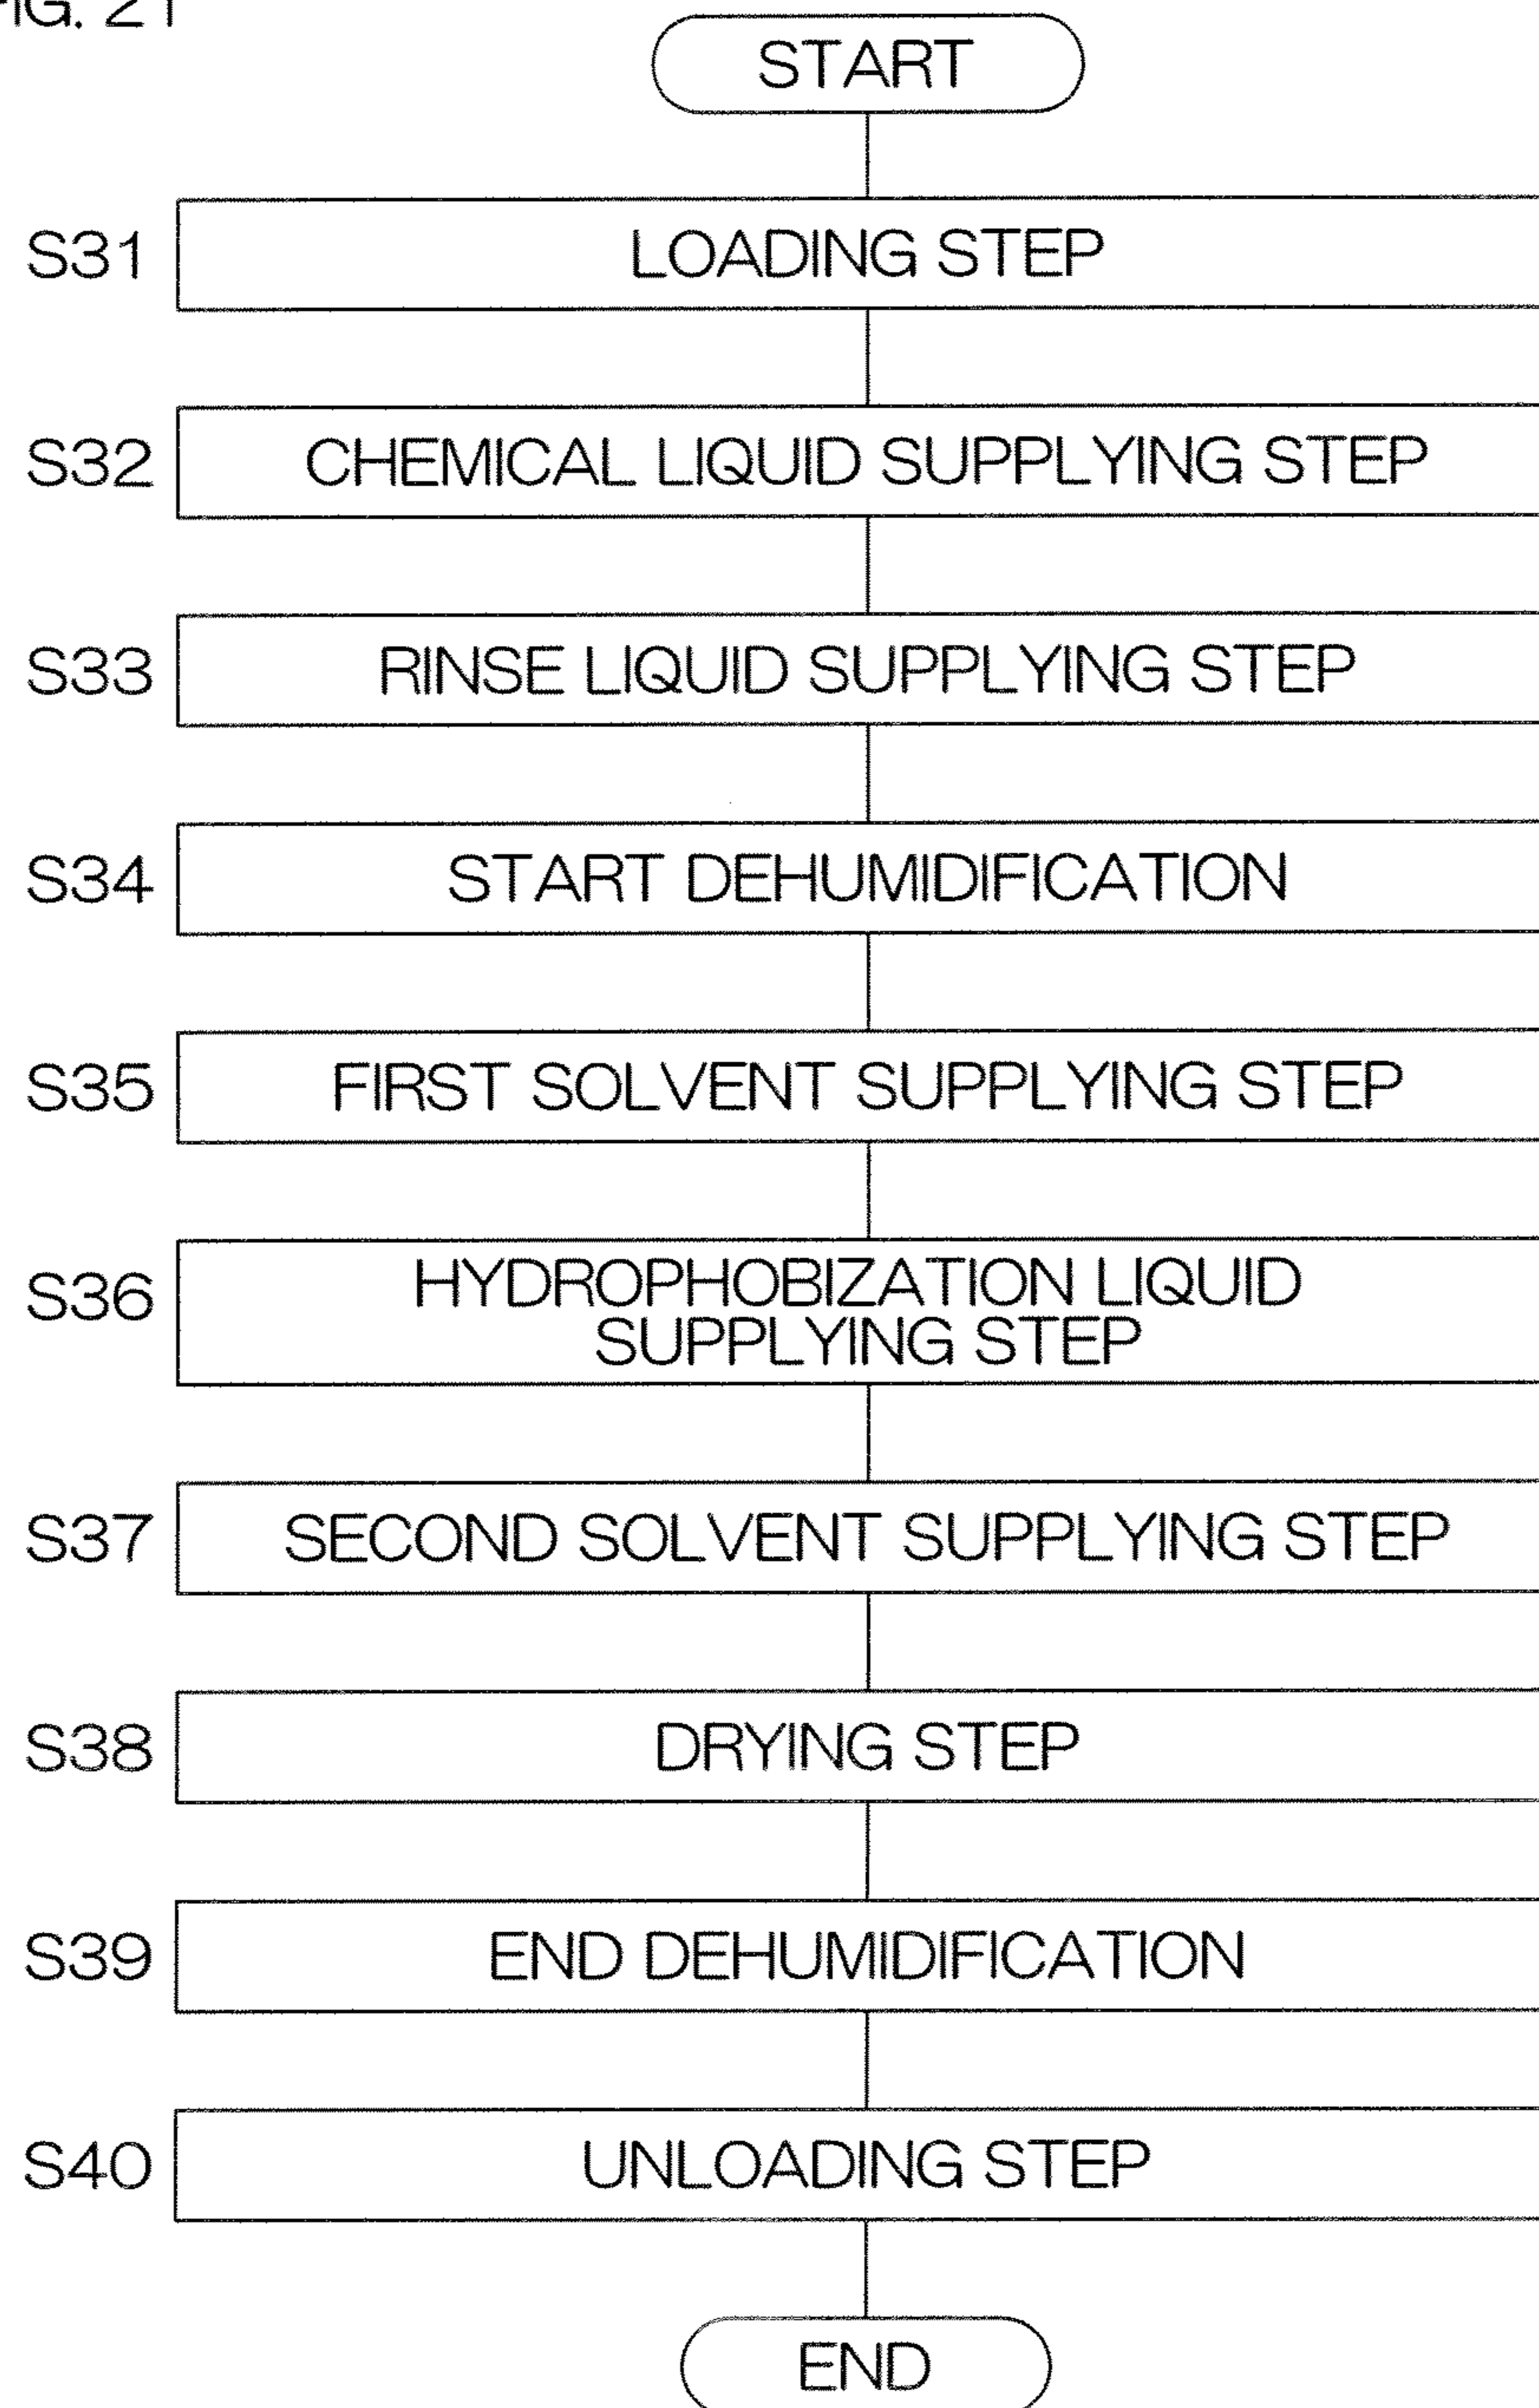 FIG. 21
START
S31 LOADING STEP
S32 CHEMICAL LIQUID SUPPLYING STEP
S33 RINSE LIQUID SUPPLYING STEP
S34 START DEHUMIDIFICATION
S35 FIRST SOLVENT SUPPLYING STEP
S36 HYDROPHOBIZATION LIQUID
SUPPLYING STEP
S37 SECOND SOLVENT SUPPLYING STEP
S38 DRYING STEP
S39 END DEHUMIDIFICATION
S40 UNLOADING STEP
END